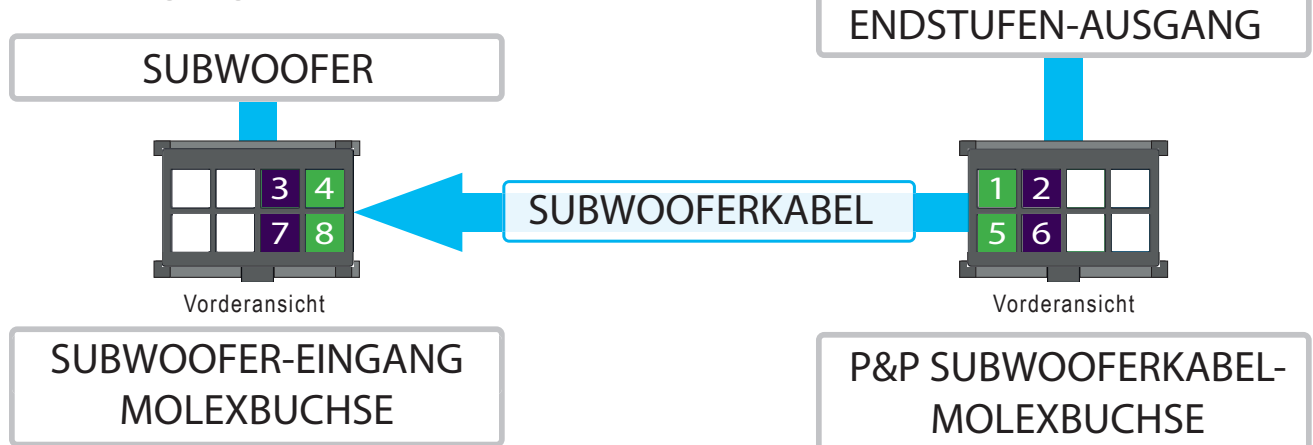 ENDSTUFEN-AUSGANG
SUBWOOFER
3 4
7 8
SUBWOOFERKABEL
1 2
5 6
Vorderansicht
Vorderansicht
SUBWOOFER-EINGANG
MOLEXBUCHSE
P&P SUBWOOFERKABEL-
MOLEXBUCHSE